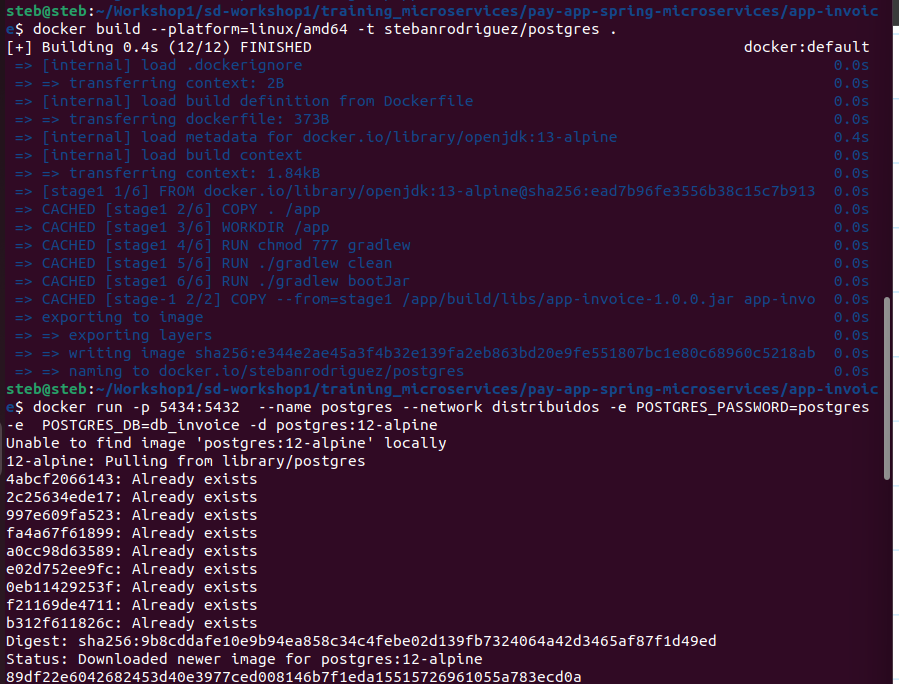 steb@steb:~/Workshop1/sd-workshop1/training_microservices/pay-app-spring-microservices/app-invoic
e$ docker build --platform=linux/amd64 -t stebanrodriguez/postgres .
[+] Building 0.4s (12/12) FINISHED docker:default
=> [internal] load .dockerignore 0.0s
=> => transferring context: 2B 0.0s
=> [internal] load build definition from Dockerfile 0.0s
=> => transferring dockerfile: 373B 0.0s
=> [internal] load metadata for docker.io/library/openjdk:13-alpine 0.4s
=> [internal] load build context 0.0s
=> => transferring context: 1.84kB 0.0s
=> [stage1 1/6] FROM docker.io/library/openjdk:13-alpine@sha256:ead7b96fe3556b38c15c7b913 0.0s
=> CACHED [stage1 2/6] COPY . /app 0.0s
=> CACHED [stage1 3/6] WORKDIR /app 0.0s
=> CACHED [stage1 4/6] RUN chmod 777 gradlew 0.0s
=> CACHED [stage1 5/6] RUN ./gradlew clean 0.0s
=> CACHED [stage1 6/6] RUN ./gradlew bootJar 0.0s
=> CACHED [stage-1 2/2] COPY --from=stage1 /app/build/libs/app-invoice-1.0.0.jar app-invo 0.0s
=> exporting to image 0.0s
=> => exporting layers 0.0s
=> => writing image sha256:e344e2ae45a3f4b32e139fa2eb863bd20e9fe551807bc1e80c68960c5218ab 0.0s
=> => naming to docker.io/stebanrodriguez/postgres 0.0s
steb@steb:~/Workshop1/sd-workshop1/training_microservices/pay-app-spring-microservices/app-invoic
e$ docker run -p 5434:5432  --name postgres --network distribuidos -e POSTGRES_PASSWORD=postgres
-e  POSTGRES_DB=db_invoice -d postgres:12-alpine
Unable to find image 'postgres:12-alpine' locally
12-alpine: Pulling from library/postgres
4abcf2066143: Already exists
2c25634ede17: Already exists
997e609fa523: Already exists
fa4a67f61899: Already exists
a0cc98d63589: Already exists
e02d752ee9fc: Already exists
0eb11429253f: Already exists
f21169de4711: Already exists
b312f611826c: Already exists
Digest: sha256:9b8cddafe10e9b94ea858c34c4febe02d139fb7324064a42d3465af87f1d49ed
Status: Downloaded newer image for postgres:12-alpine
89df22e6042682453d40e3977ced008146b7f1eda15515726961055a783ecd0a